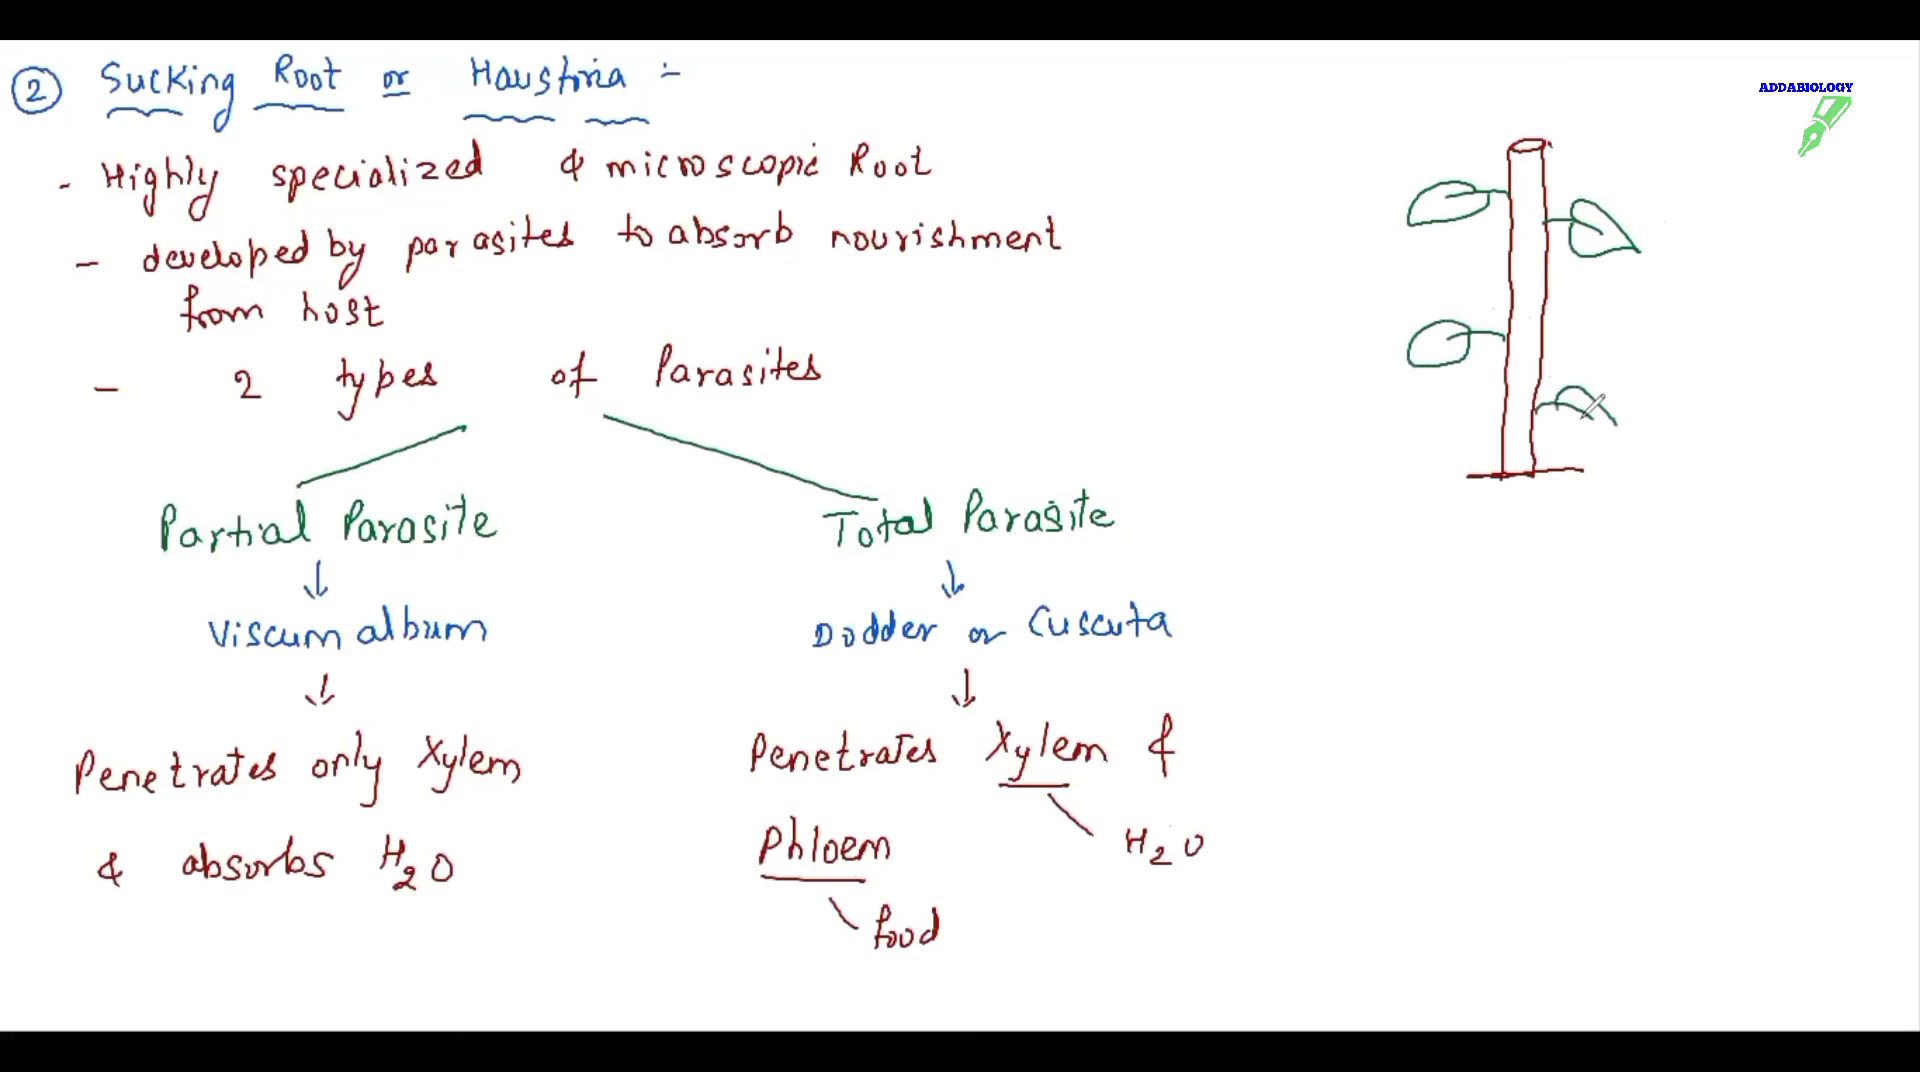 ② Sucking Root or Haustoria :-
ADDABIOLOGY
- Highly specialized & microscopic Root
- developed by parasites to absorb nourishment
from host
- 2 types of Parasites
Partial Parasite
Total Parasite
↓ ↓
Viscum album
Dodder or Cuscuta
↓ ↓
Penetrates only Xylem
& absorbs H2O
Penetrates Xylem &
Phloem
H2O
food